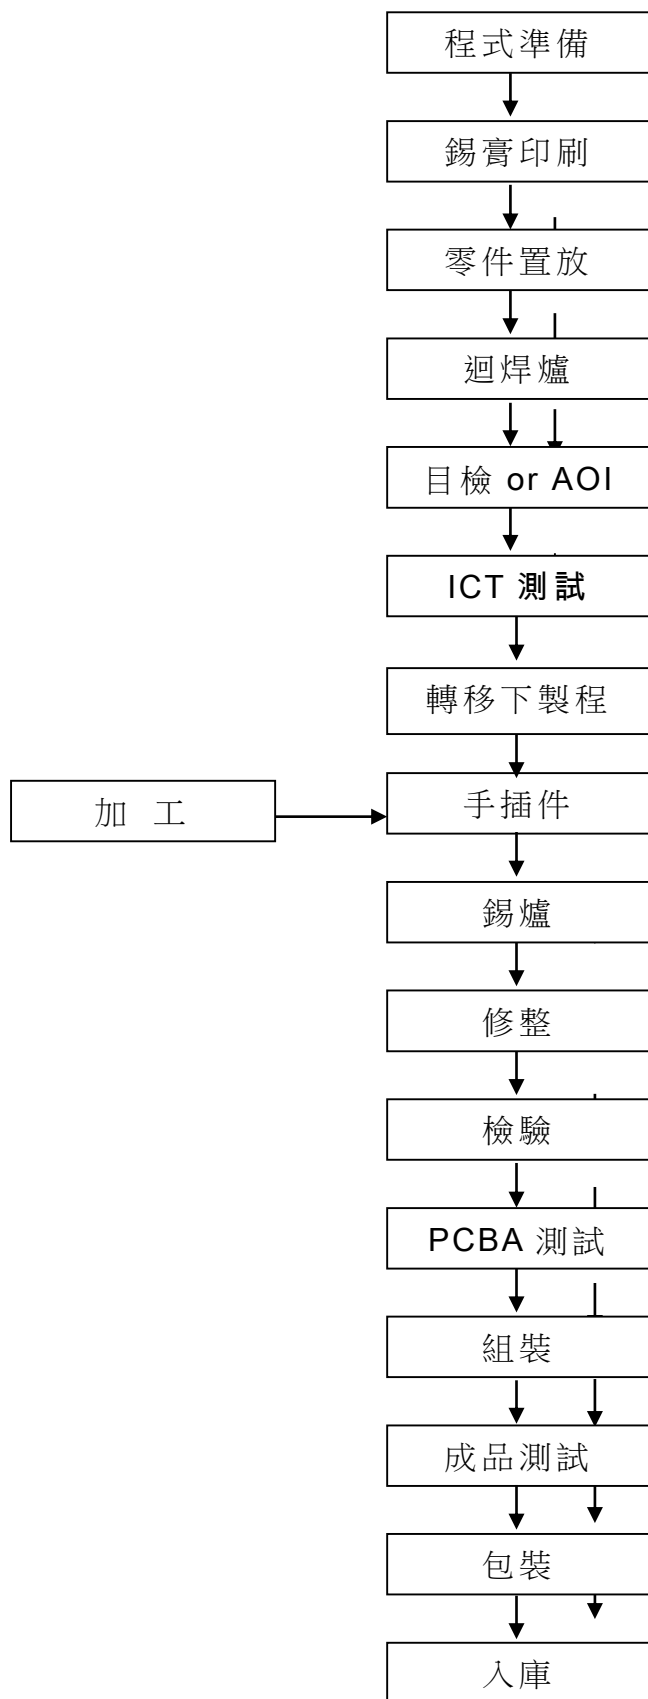 程式準備
錫膏印刷
零件置放
迴焊爐
目檢 or AOI
ICT 測試
轉移下製程
加 工
手插件
錫爐
修整
檢驗
PCBA 測試
組裝
成品測試
包裝
入庫